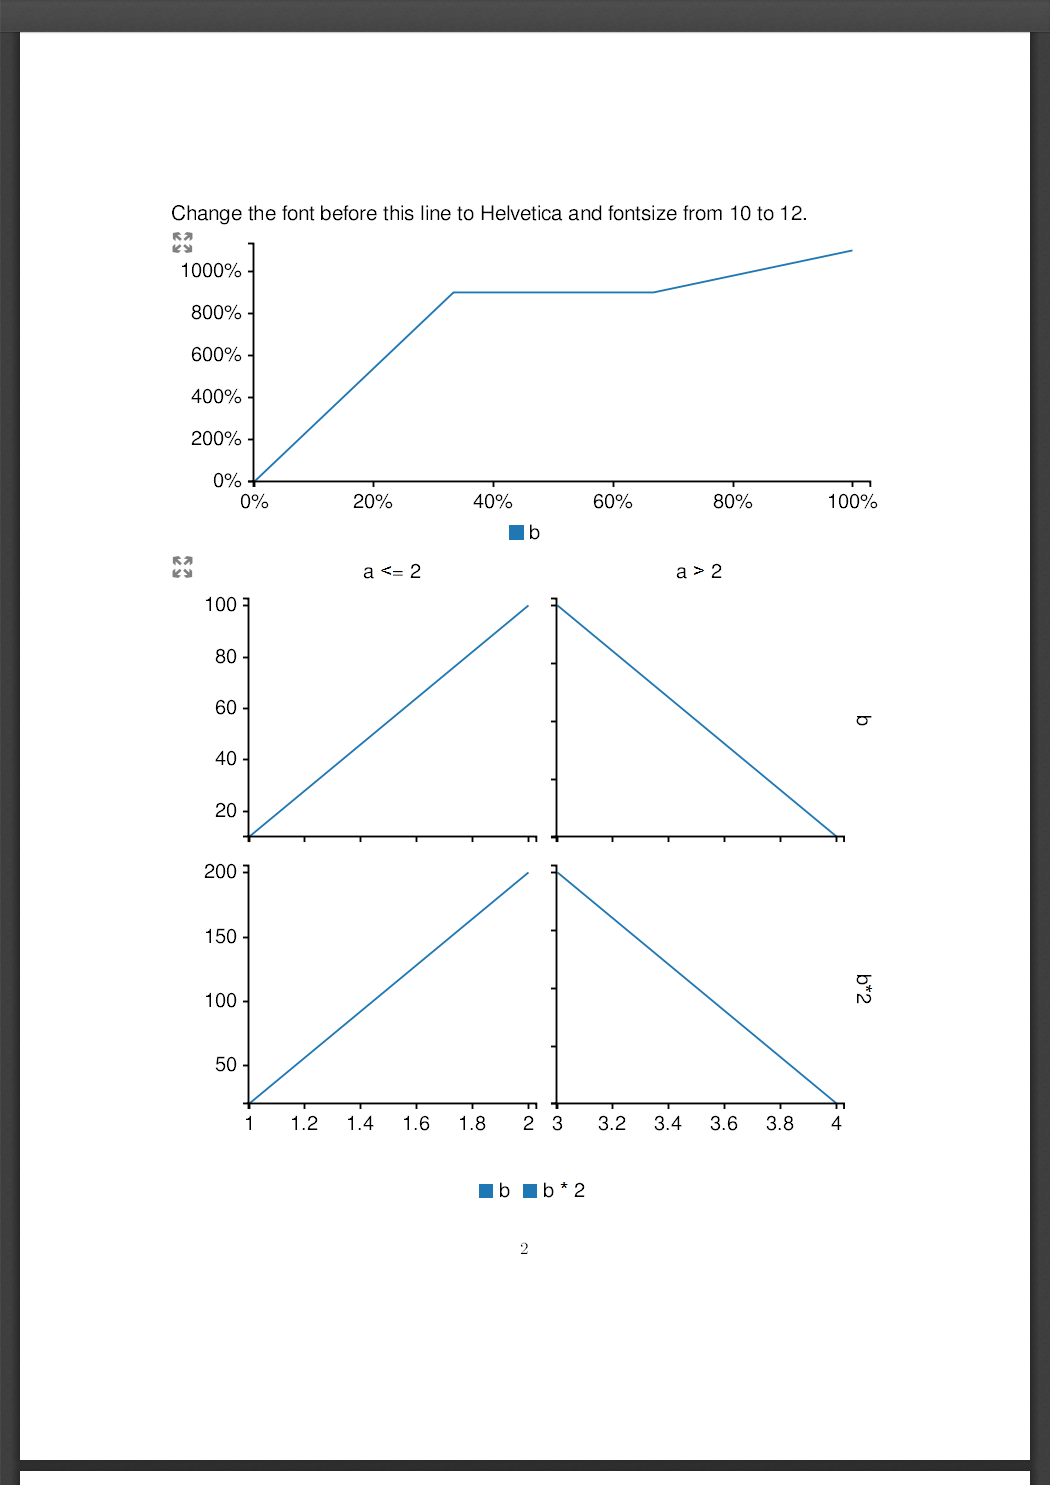 Change the font before this line to Helvetica and fontsize from 10 to 12.
1000%
800%
600%
400%
200%
0%
0% 20% 40% 60% 80% 100%
b
a <= 2 a > 2
100
80
60
40
20
b
200
150
100
50
b*2
1 1.2 1.4 1.6 1.8 2 3 3.2 3.4 3.6 3.8 4
b b * 2
2